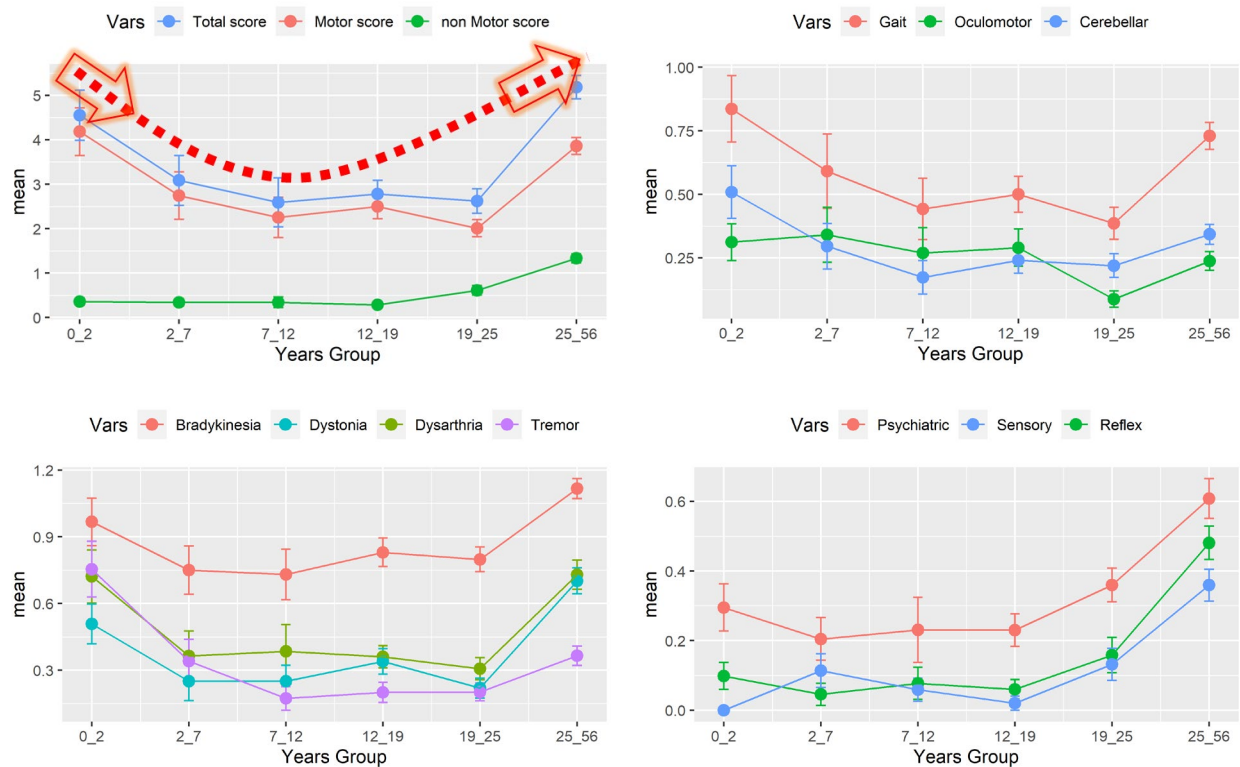 Vars Total score Motor score non Motor score
mean
5
4
3
2
1
0
0_2 2_7 7_12 12_19 19_25 25_56
Years Group
Vars Gait Oculomotor Cerebellar
mean
1.00
0.75
0.50
0.25
0_2 2_7 7_12 12_19 19_25 25_56
Years Group
Vars Bradykinesia Dystonia Dysarthria Tremor
mean
1.2
0.9
0.6
0.3
0_2 2_7 7_12 12_19 19_25 25_56
Years Group
Vars Psychiatric Sensory Reflex
mean
0.6
0.4
0.2
0.0
0_2 2_7 7_12 12_19 19_25 25_56
Years Group